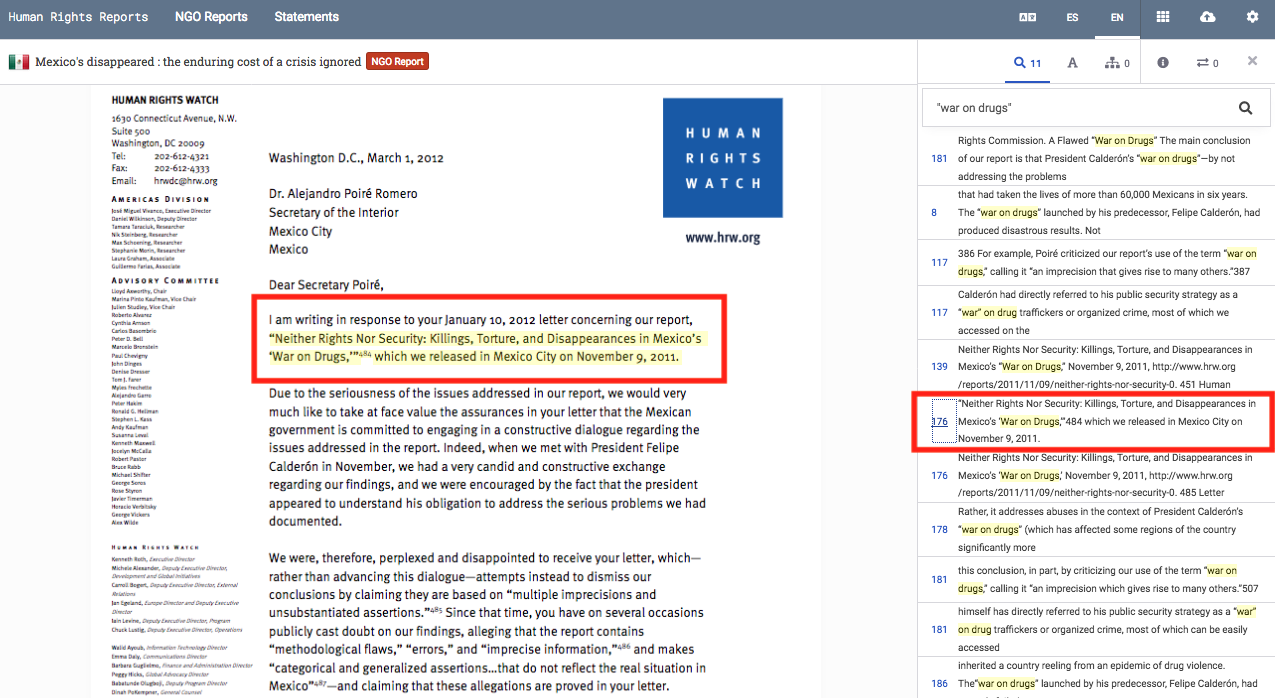 Human Rights Reports NGO Reports Statements ES EN
Mexico's disappeared : the enduring cost of a crisis ignored NGO Report
11 A 0 0
HUMAN RIGHTS WATCH
1630 Connecticut Avenue, N.W.
Suite 500
Washington, DC 20009
Tel: 202-612-4321
Fax: 202-612-4333
Email: hrwdc@hrw.org
AMERICAS DIVISION
José Miguel Vivanco, Executive Director
Daniel Wilkinson, Deputy Director
Tamara Taraciuk, Researcher
Nik Steinberg, Researcher
Max Schoening, Researcher
Stephanie Morin, Researcher
Laura Graham, Associate
Guillermo Farias, Associate
ADVISORY COMMITTEE
Lloyd Axworthy, Chair
Marina Pinto Kaufman, Vice Chair
Julien Studley, Vice Chair
Roberto Alvarez
Cynthia Arnson
Carlos Basombrio
Peter D. Bell
Marcelo Bronstein
Paul Chevigny
John Dinges
Denise Dresser
Tom J. Farer
Myles Frechette
Alejandro Garro
Peter Hakim
Ronald G. Hellman
Stephen L. Kass
Andy Kaufman
Susanna Leval
Kenneth Maxwell
Jocelyn McCalla
Robert Pastor
Bruce Rabb
Michael Shifter
George Soros
Rose Styron
Javier Timerman
Horacio Verbitsky
George Vickers
Alex Wilde
HUMAN RIGHTS WATCH
Kenneth Roth, Executive Director
Michele Alexander, Deputy Executive Director,
Development and Global Initiatives
Carroll Bogert, Deputy Executive Director, External
Relations
Jan Egeland, Europe Director and Deputy Executive
Director
Iain Levine, Deputy Executive Director, Program
Chuck Lustig, Deputy Executive Director, Operations
Walid Ayoub, Information Technology Director
Emma Daly, Communications Director
Barbara Guglielmo, Finance and Administration Director
Peggy Hicks, Global Advocacy Director
Babatunde Olugboji, Deputy Program Director
Dinah PoKempner, General Counsel
Washington D.C., March 1, 2012
Dr. Alejandro Poiré Romero
Secretary of the Interior
Mexico City
Mexico
HUMAN
RIGHTS
WATCH
www.hrw.org
Dear Secretary Poiré,
I am writing in response to your January 10, 2012 letter concerning our report,
“Neither Rights Nor Security: Killings, Torture, and Disappearances in Mexico’s
‘War on Drugs,’”484 which we released in Mexico City on November 9, 2011.
Due to the seriousness of the issues addressed in our report, we would very
much like to take at face value the assurances in your letter that the Mexican
government is committed to engaging in a constructive dialogue regarding the
issues addressed in the report. Indeed, when we met with President Felipe
Calderón in November, we had a very candid and constructive exchange
regarding our findings, and we were encouraged by the fact that the president
appeared to understand his obligation to address the serious problems we had
documented.
We were, therefore, perplexed and disappointed to receive your letter, which—
rather than advancing this dialogue—attempts instead to dismiss our
conclusions by claiming they are based on “multiple imprecisions and
unsubstantiated assertions.”485 Since that time, you have on several occasions
publicly cast doubt on our findings, alleging that the report contains
“methodological flaws,” “errors,” and “imprecise information,”486 and makes
“categorical and generalized assertions...that do not reflect the real situation in
Mexico”487—and claiming that these allegations are proved in your letter.
"war on drugs"
Rights Commission. A Flawed “War on Drugs” The main conclusion
181 of our report is that President Calderón’s “war on drugs”—by not
addressing the problems
that had taken the lives of more than 60,000 Mexicans in six years.
8 The “war on drugs” launched by his predecessor, Felipe Calderón, had
produced disastrous results. Not
117 386 For example, Poiré criticized our report’s use of the term “war on
drugs,” calling it “an imprecision that gives rise to many others.”387
Calderón had directly referred to his public security strategy as a
117 “war” on drug traffickers or organized crime, most of which we
accessed on the
Neither Rights Nor Security: Killings, Torture, and Disappearances in
139 Mexico’s “War on Drugs,” November 9, 2011, http://www.hrw.org
/reports/2011/11/09/neither-rights-nor-security-0. 451 Human
“Neither Rights Nor Security: Killings, Torture, and Disappearances in
176 Mexico’s ‘War on Drugs,’”484 which we released in Mexico City on
November 9, 2011.
Neither Rights Nor Security: Killings, Torture, and Disappearances in
176 Mexico’s ‘War on Drugs,’ November 9, 2011, http://www.hrw.org
/reports/2011/11/09/neither-rights-nor-security-0. 485 Letter
Rather, it addresses abuses in the context of President Calderón’s
178 “war on drugs” (which has affected some regions of the country
significantly more
181 this conclusion, in part, by criticizing our use of the term “war on
drugs,” calling it “an imprecision which gives rise to many others.”507
himself has directly referred to his public security strategy as a “war”
181 on drug traffickers or organized crime, most of which can be easily
accessed
inherited a country reeling from an epidemic of drug violence.
186 The“war on drugs” launched by his predecessor, Felipe Calderón, had